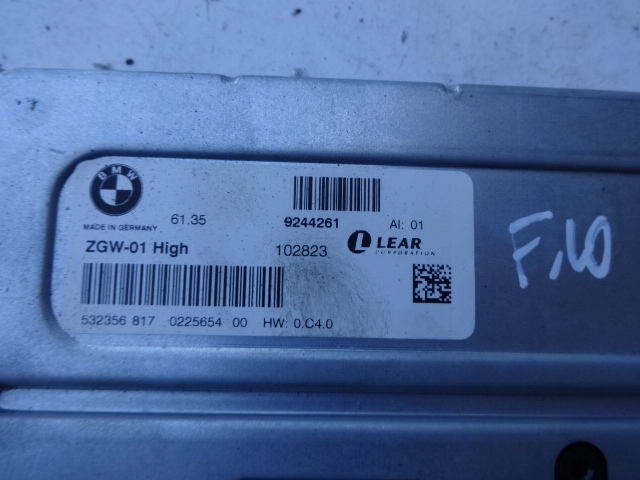 BMW
61.35
9244261
AI: 01
MADE IN GERMANY
ZGW-01 High
102823
L LEAR
CORPORATION
532356 817 0225654 00 HW: 0.C4.0
F.10